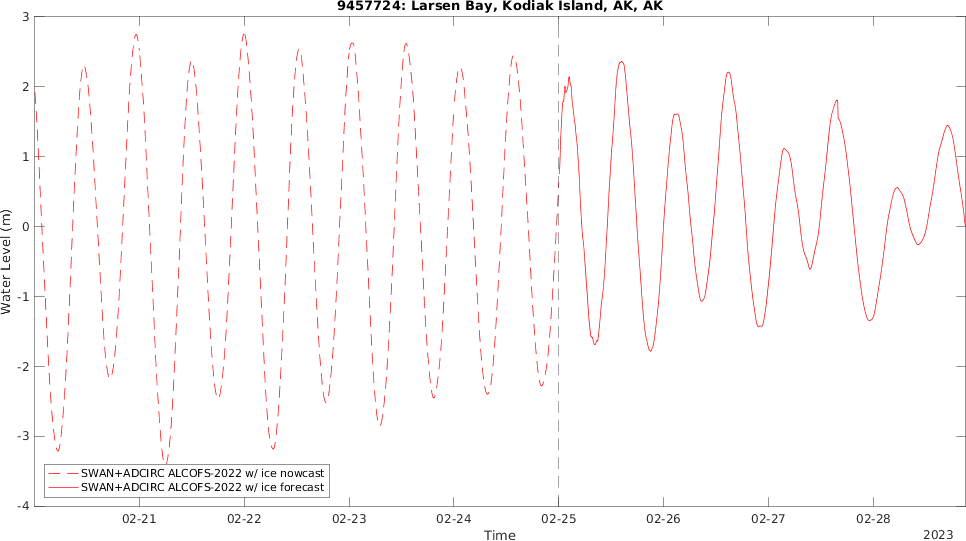 9457724: Larsen Bay, Kodiak Island, AK, AK
3
2
1
0
-1
-2
-3
-4
Water Level (m)
SWAN+ADCIRC ALCOFS-2022 w/ ice nowcast
SWAN+ADCIRC ALCOFS-2022 w/ ice forecast
02-21 02-22 02-23 02-24 02-25 02-26 02-27 02-28
Time
2023